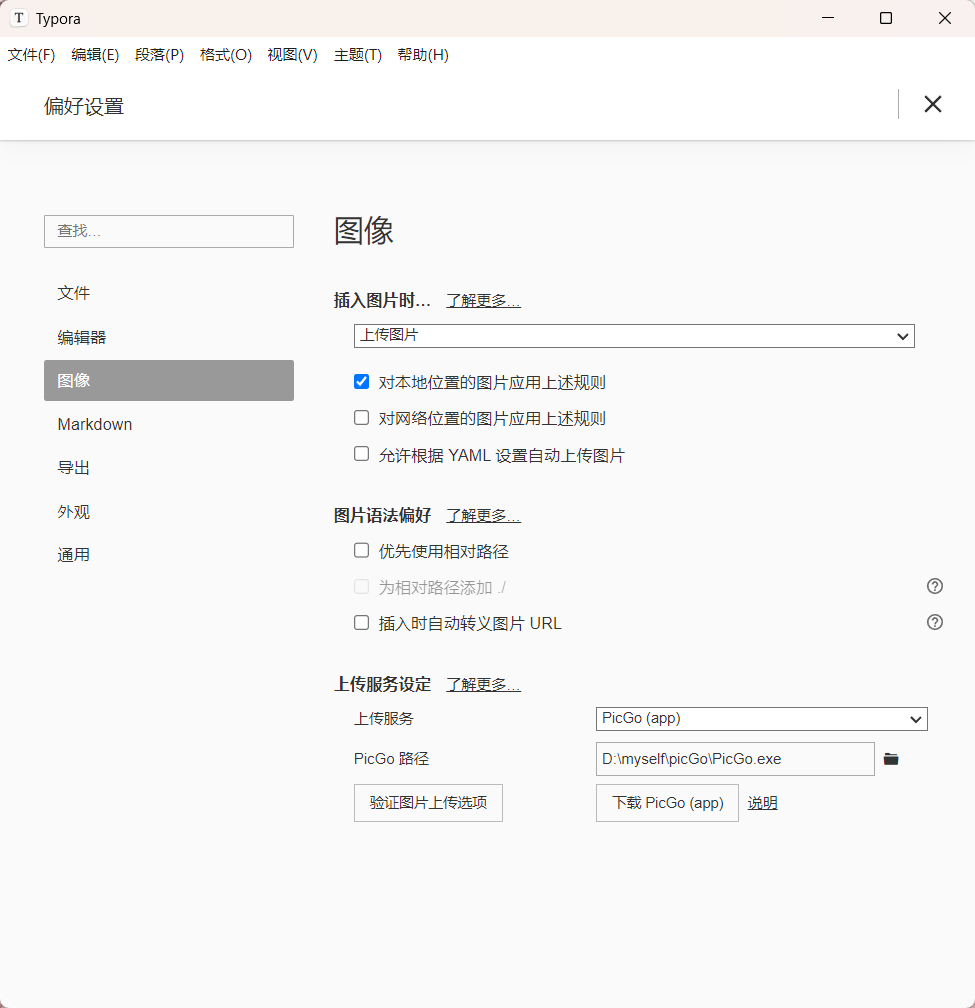 T Typora
文件(F) 编辑(E) 段落(P) 格式(O) 视图(V) 主题(T) 帮助(H)
偏好设置
查找...
文件
编辑器
图像
Markdown
导出
外观
通用
图像
插入图片时... 了解更多...
上传图片
对本地位置的图片应用上述规则
对网络位置的图片应用上述规则
允许根据 YAML 设置自动上传图片
图片语法偏好 了解更多...
优先使用相对路径
为相对路径添加 ./
插入时自动转义图片 URL
上传服务设定 了解更多...
上传服务 PicGo (app)
PicGo 路径 D:\myself\picGo\PicGo.exe
验证图片上传选项 下载 PicGo (app) 说明